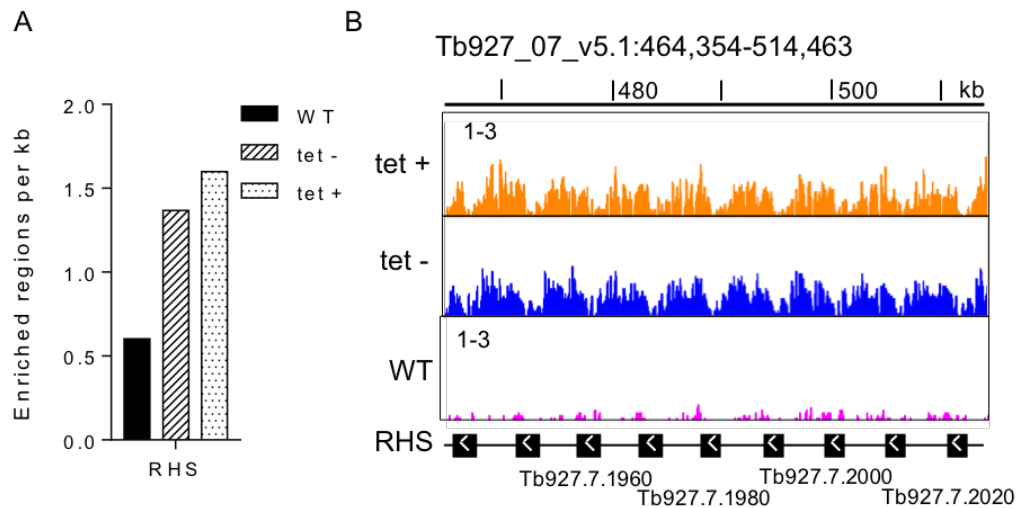 A
Enriched regions per kb
2.0
1.5
1.0
0.5
0.0
RHS
WT
tet -
tet +
B
Tb927_07_v5.1:464,354-514,463
480
500
kb
tet +
1-3
tet -
WT
1-3
RHS
Tb927.7.1960
Tb927.7.1980
Tb927.7.2000
Tb927.7.2020